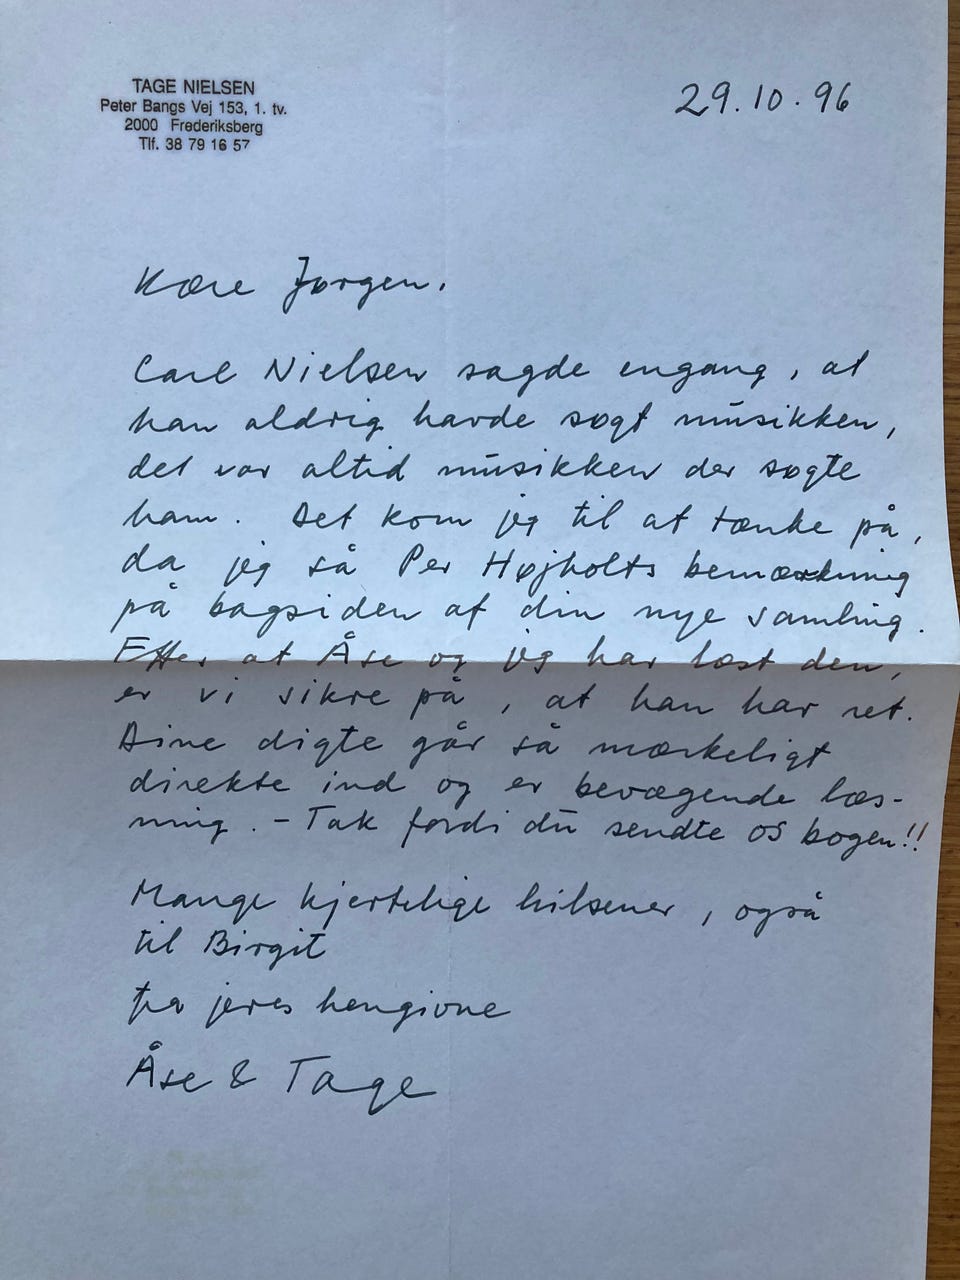 TAGE NIELSEN
Peter Bangs Vej 153, 1. tv.
2000 Frederiksberg
Tlf. 38 79 16 57
29.10.96
Kære Jørgen.
Carl Nielsen sagde engang, at
han aldrig havde søgt musikken,
det var altid musikken der søgte
ham. Det kom jeg til at tænke på,
da jeg så Per Højholts bemærkning
på bagsiden af din nye samling.
Efter at Åse og jeg har læst den,
er vi sikre på, at han har ret.
Dine digte går så mærkeligt
direkte ind og er bevægende læs-
ning. - Tak fordi du sendte os bogen!!
Mange hjertelige hilsener, også
til Birgit
fra jeres hengivne
Åse & Tage